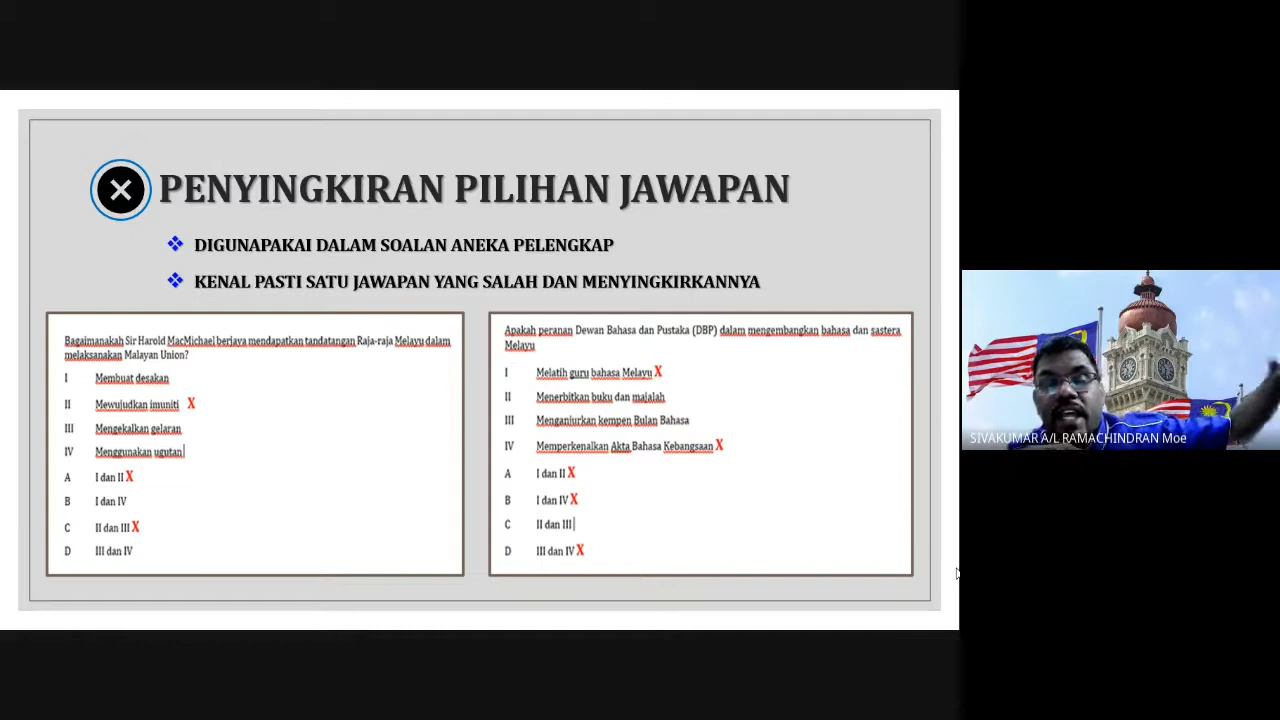 PENYINGKIRAN PILIHAN JAWAPAN
DIGUNAPAKAI DALAM SOALAN ANEKA PELENGKAP
KENAL PASTI SATU JAWAPAN YANG SALAH DAN MENYINGKIRKANNYA
Bagaimanakah Sir Harold MacMichael berjaya mendapatkan tandatangan Raja-raja Melayu dalam
melaksanakan Malayan Union?
I Membuat desakan
II Mewujudkan imuniti X
III Mengekalkan gelaran
IV Menggunakan ugutan
A I dan II X
B I dan IV
C II dan III X
D III dan IV
Apakah peranan Dewan Bahasa dan Pustaka (DBP) dalam mengembangkan bahasa dan sastera
Melayu
I Melatih guru bahasa Melayu X
II Menerbitkan buku dan majalah
III Menganjurkan kempen Bulan Bahasa
IV Memperkenalkan Akta Bahasa Kebangsaan X
A I dan II X
B I dan IV X
C II dan III
D III dan IV X
SIVAKUMAR A/L RAMACHINDRAN Moe